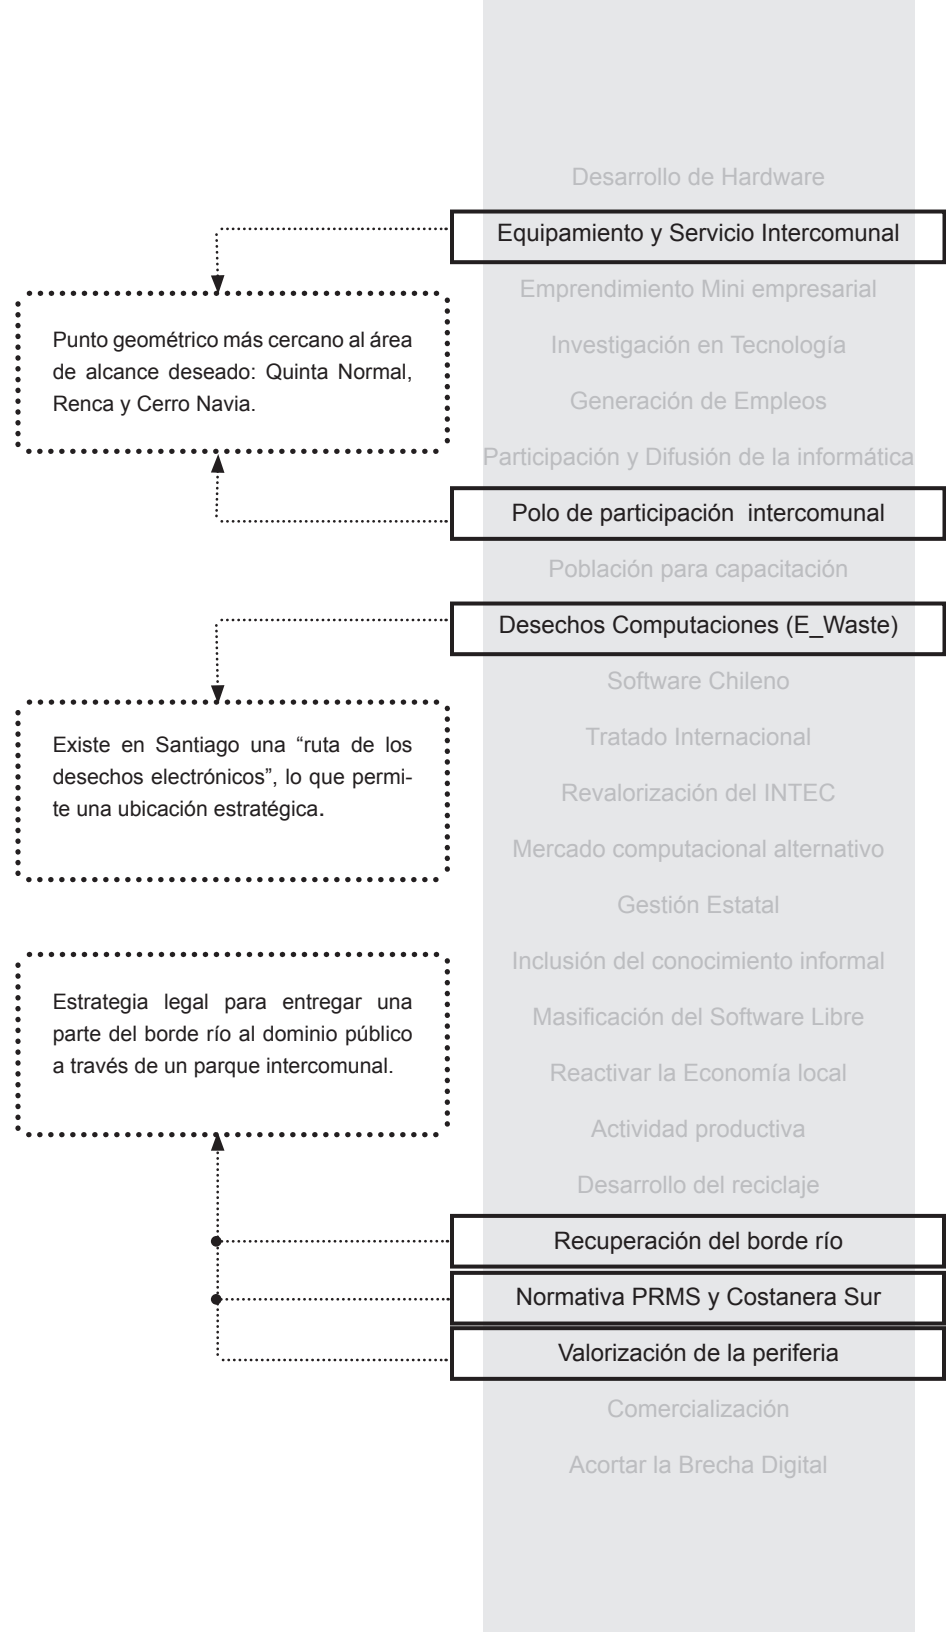 Desarrollo de Hardware
Equipamiento y Servicio Intercomunal
Emprendimiento Mini empresarial
Punto geométrico más cercano al área
de alcance deseado: Quinta Normal,
Renca y Cerro Navia.
Investigación en Tecnología
Generación de Empleos
Participación y Difusión de la informática
Polo de participación intercomunal
Población para capacitación
Desechos Computaciones (E_Waste)
Software Chileno
Existe en Santiago una “ruta de los
desechos electrónicos”, lo que permi-
te una ubicación estratégica.
Tratado Internacional
Revalorización del INTEC
Mercado computacional alternativo
Gestión Estatal
Inclusión del conocimiento informal
Estrategia legal para entregar una
parte del borde río al dominio público
a través de un parque intercomunal.
Masificación del Software Libre
Reactivar la Economía local
Actividad productiva
Desarrollo del reciclaje
Recuperación del borde río
Normativa PRMS y Costanera Sur
Valorización de la periferia
Comercialización
Acortar la Brecha Digital